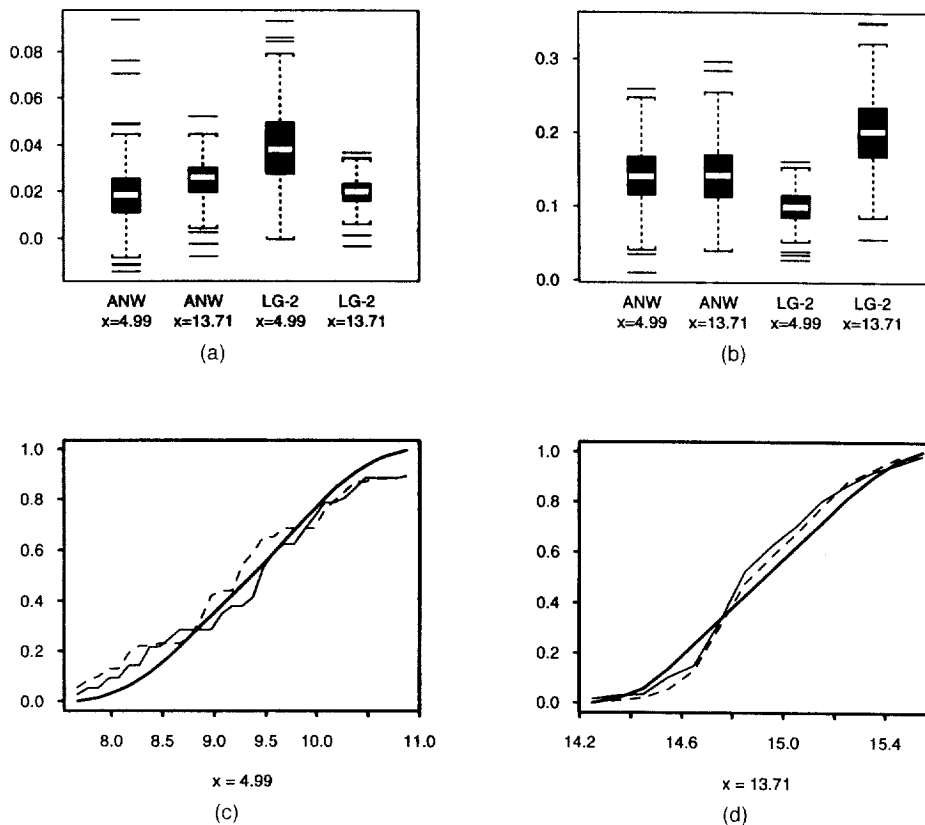 0.08
0.06
0.04
0.02
0.0
ANW ANW LG-2 LG-2
x=4.99 x=13.71 x=4.99 x=13.71
(a)
0.3
0.2
0.1
0.0
ANW ANW LG-2 LG-2
x=4.99 x=13.71 x=4.99 x=13.71
(b)
1.0
0.8
0.6
0.4
0.2
0.0
8.0 8.5 9.0 9.5 10.0 11.0
x = 4.99
(c)
1.0
0.8
0.6
0.4
0.2
0.0
14.2 14.6 15.0 15.4
x = 13.71
(d)